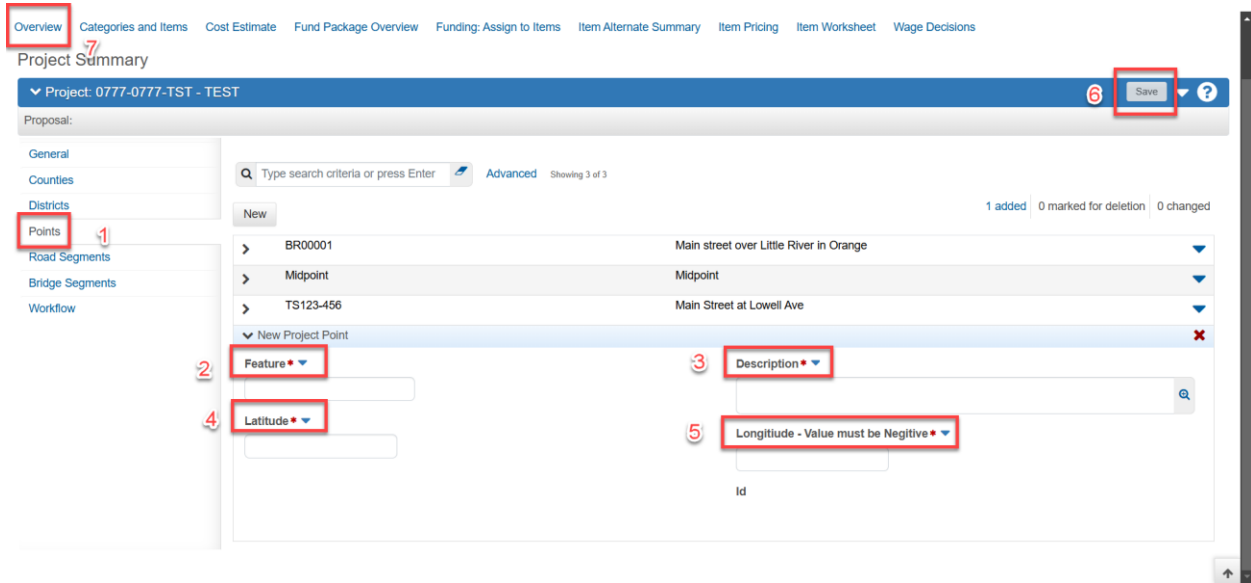 Overview Categories and Items Cost Estimate Fund Package Overview Funding: Assign to Items Item Alternate Summary Item Pricing Item Worksheet Wage Decisions
7
Project Summary
Project: 0777-0777-TST - TEST 6 Save ?
Proposal:
General
Counties
Districts
Points 1
Road Segments
Bridge Segments
Workflow
Type search criteria or press Enter Advanced Showing 3 of 3
New 1 added 0 marked for deletion 0 changed
BR00001 Main street over Little River in Orange
Midpoint Midpoint
TS123-456 Main Street at Lowell Ave
New Project Point
2 Feature* 3 Description*
4 Latitude* 5 Longitiude - Value must be Negitive*
Id